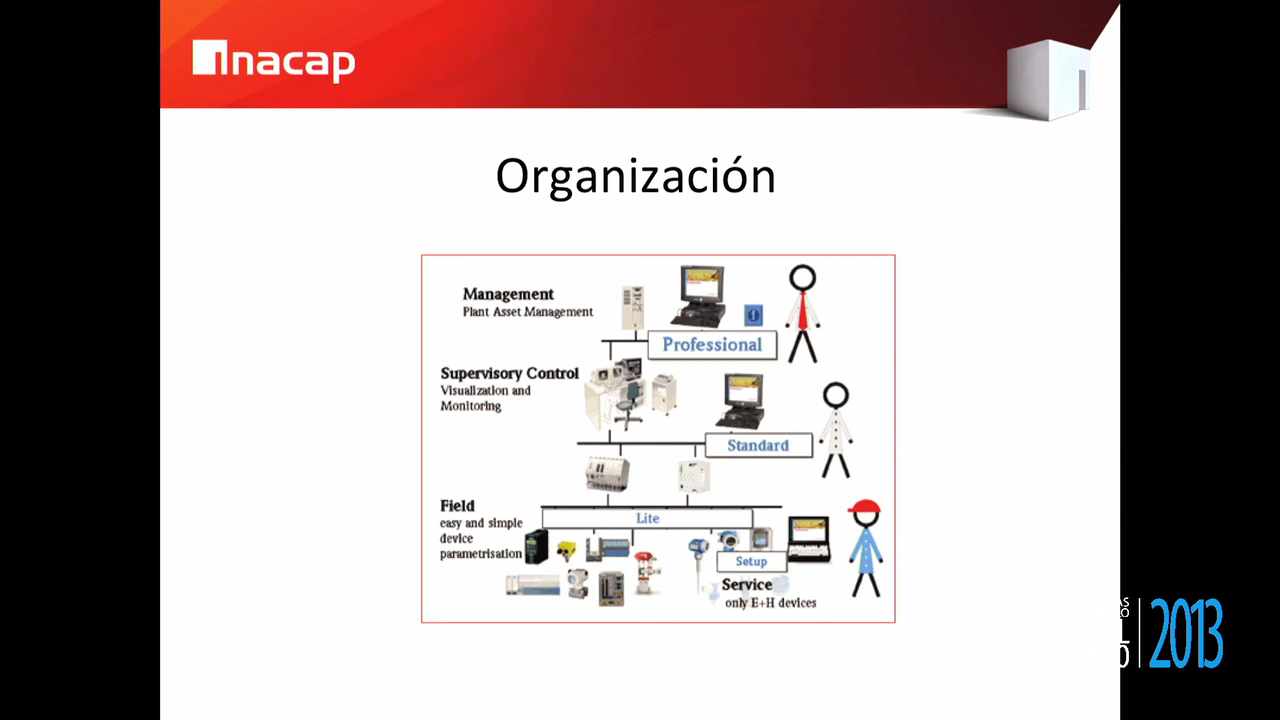 Inacap
Organización
Management
Plant Asset Management
Professional
Supervisory Control
Visualization and
Monitoring
Standard
Field
easy and simple
device
parametrisation
Lite
Setup
Service
only E+H devices
2013